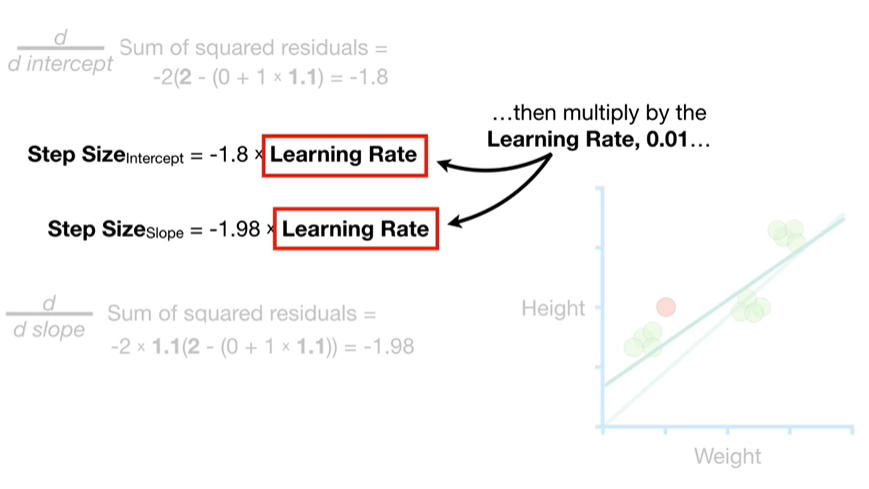 d
d intercept
Sum of squared residuals =
-2(2 - (0 + 1 × 1.1) = -1.8
…then multiply by the
Learning Rate, 0.01…
Step SizeIntercept = -1.8 × Learning Rate
Step SizeSlope = -1.98 × Learning Rate
d
d slope
Sum of squared residuals =
-2 × 1.1(2 - (0 + 1 × 1.1)) = -1.98
Height
Weight